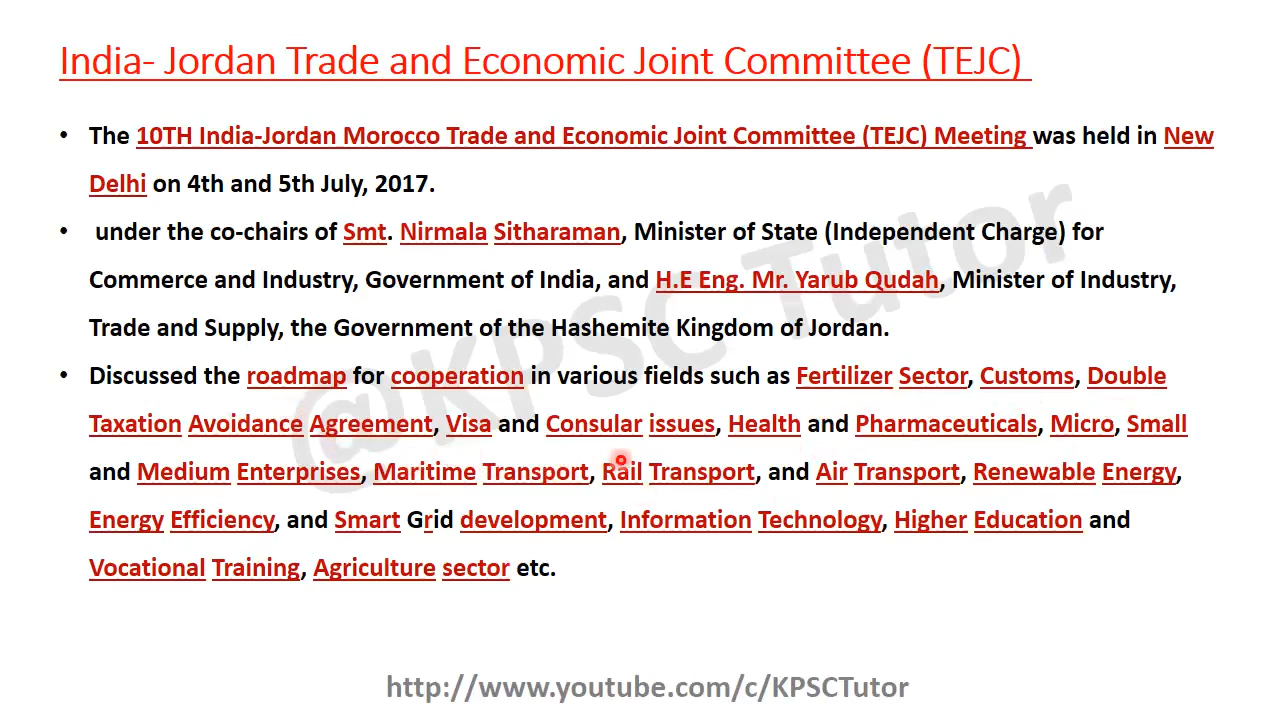 India- Jordan Trade and Economic Joint Committee (TEJC)
• The 10TH India-Jordan Morocco Trade and Economic Joint Committee (TEJC) Meeting was held in New
Delhi on 4th and 5th July, 2017.
• under the co-chairs of Smt. Nirmala Sitharaman, Minister of State (Independent Charge) for
Commerce and Industry, Government of India, and H.E Eng. Mr. Yarub Qudah, Minister of Industry,
Trade and Supply, the Government of the Hashemite Kingdom of Jordan.
• Discussed the roadmap for cooperation in various fields such as Fertilizer Sector, Customs, Double
Taxation Avoidance Agreement, Visa and Consular issues, Health and Pharmaceuticals, Micro, Small
and Medium Enterprises, Maritime Transport, Rail Transport, and Air Transport, Renewable Energy,
Energy Efficiency, and Smart Grid development, Information Technology, Higher Education and
Vocational Training, Agriculture sector etc.
@KPSC Tutor
http://www.youtube.com/c/KPSCTutor